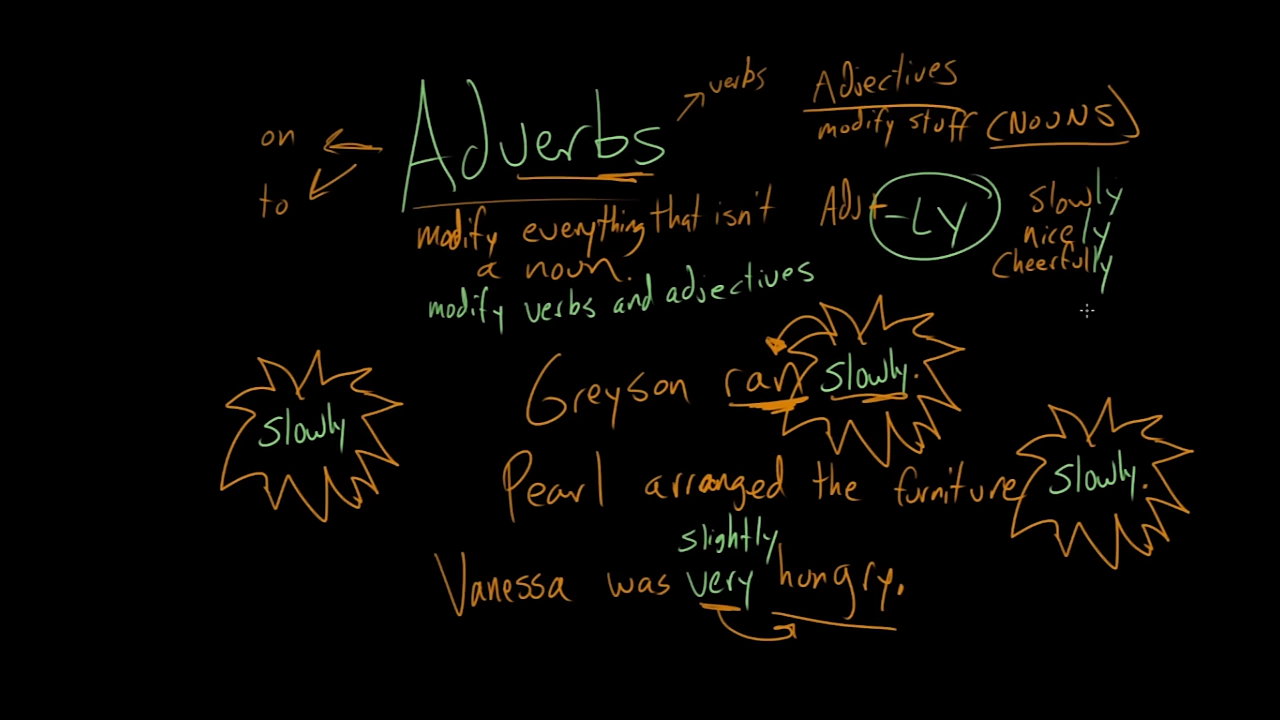 verbs
Adjectives
on
Adverbs
modify stuff (NOUNS)
to
modify everything that isn't
a noun.
Adj + -LY
slowly
nicely
Cheerfully
modify verbs and adjectives
Greyson ran slowly.
slowly
Pearl arranged the furniture slowly.
slightly
Vanessa was very hungry.